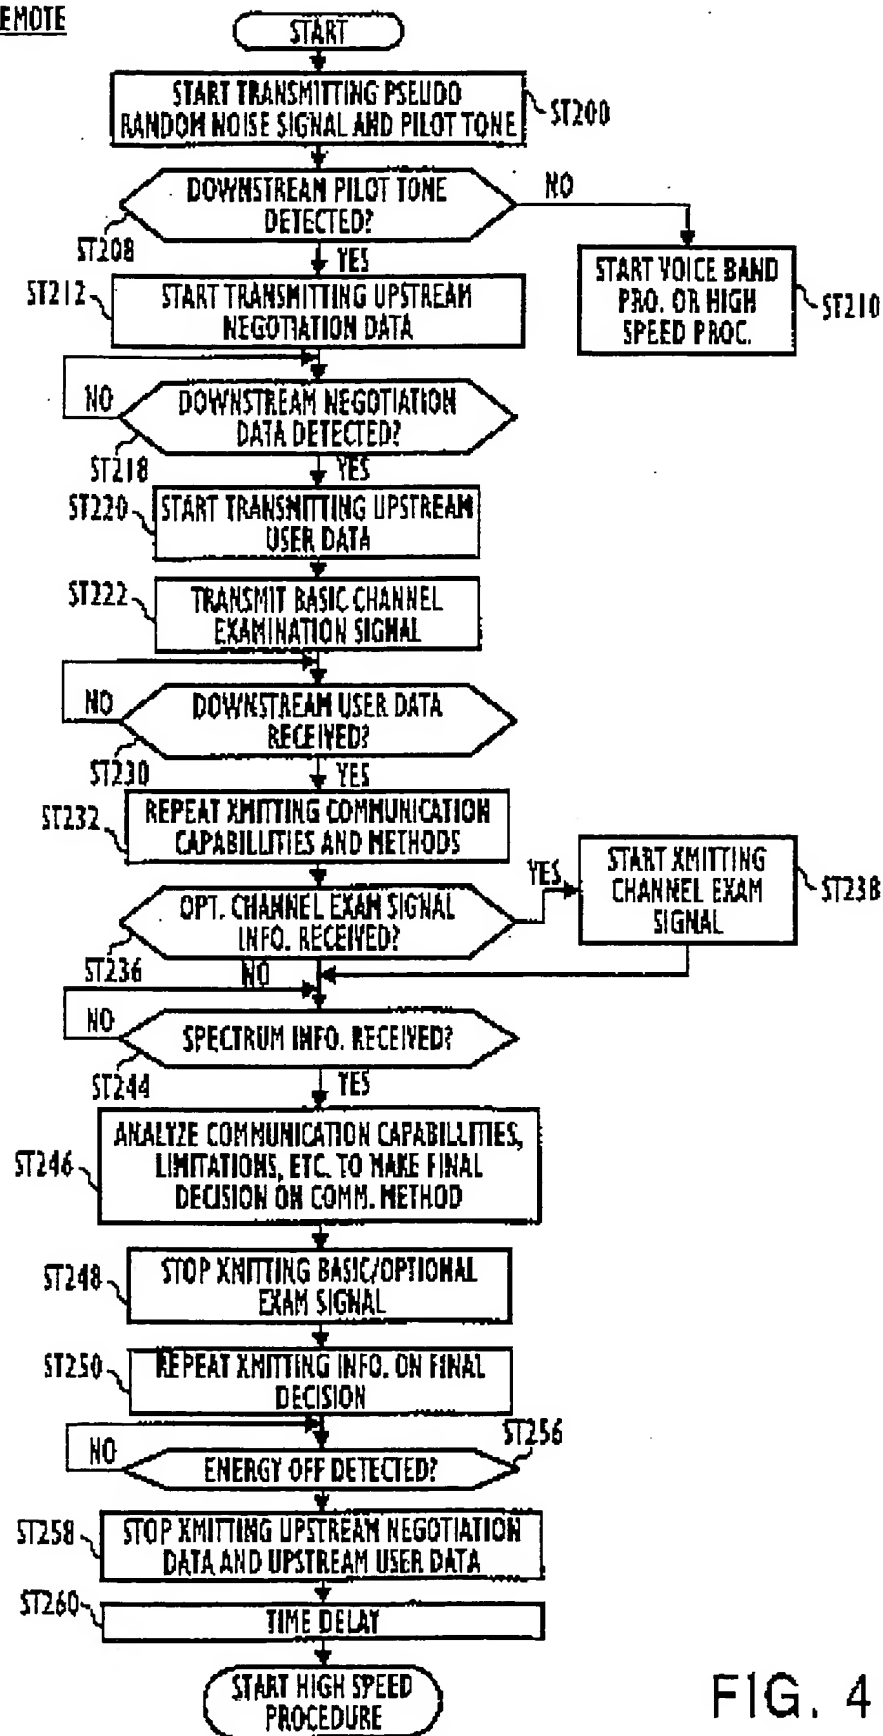 EMOTE
START
START TRANSMITTING PSEUDO
RANDOM NOISE SIGNAL AND PILOT TONE
ST200
DOWNSTREAM PILOT TONE
DETECTED?
NO
ST208
YES
ST212
START TRANSMITTING UPSTREAM
NEGOTIATION DATA
START VOICE BAND
PRO. OR HIGH
SPEED PROC.
ST210
NO
DOWNSTREAM NEGOTIATION
DATA DETECTED?
ST218
YES
ST220
START TRANSMITTING UPSTREAM
USER DATA
ST222
TRANSMIT BASIC CHANNEL
EXAMINATION SIGNAL
NO
DOWNSTREAM USER DATA
RECEIVED?
ST230
YES
ST232
REPEAT XMITTING COMMUNICATION
CAPABILLITIES AND METHODS
OPT. CHANNEL EXAM SIGNAL
INFO. RECEIVED?
YES
START XMITTING
CHANNEL EXAM
SIGNAL
ST238
ST236
NO
NO
SPECTRUM INFO. RECEIVED?
ST244
YES
ST246
ANALYZE COMMUNICATION CAPABILLITIES,
LIMITATIONS, ETC. TO MAKE FINAL
DECISION ON COMM. METHOD
ST248
STOP XMITTING BASIC/OPTIONAL
EXAM SIGNAL
ST250
REPEAT XMITTING INFO. ON FINAL
DECISION
NO
ENERGY OFF DETECTED?
ST256
ST258
STOP XMITTING UPSTREAM NEGOTIATION
DATA AND UPSTREAM USER DATA
ST260
TIME DELAY
START HIGH SPEED
PROCEDURE
FIG. 4